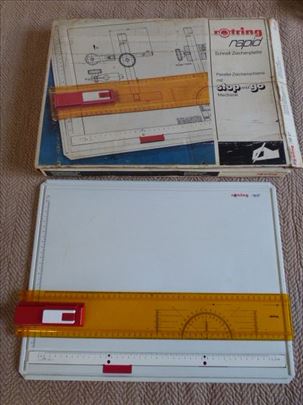 rotring
rapid
Schnell-Zeichenplatte
Parallel-Zeichenschiene
mit
stop and go
Mechanik
rotring rapid